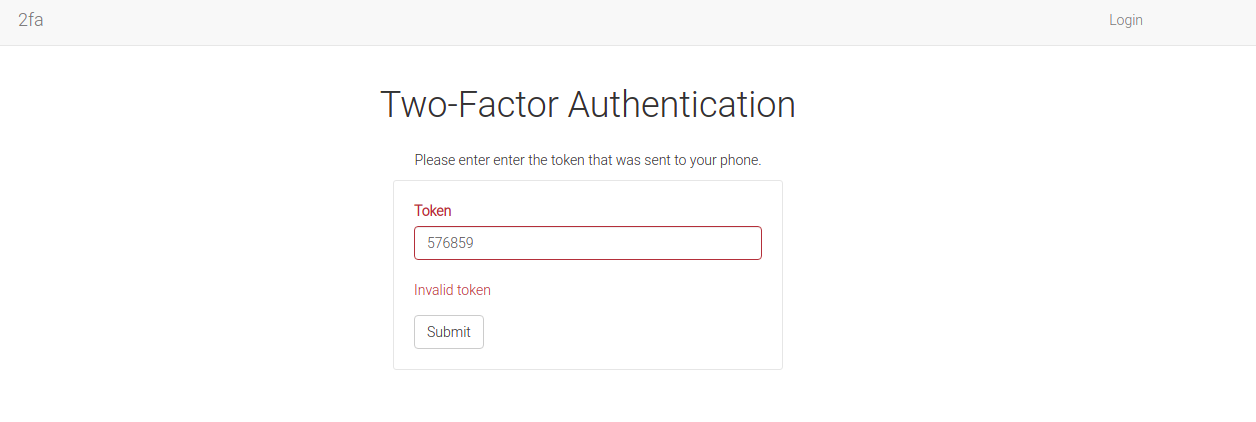 2fa
Login
Two-Factor Authentication
Please enter enter the token that was sent to your phone.
Token
576859
Invalid token
Submit